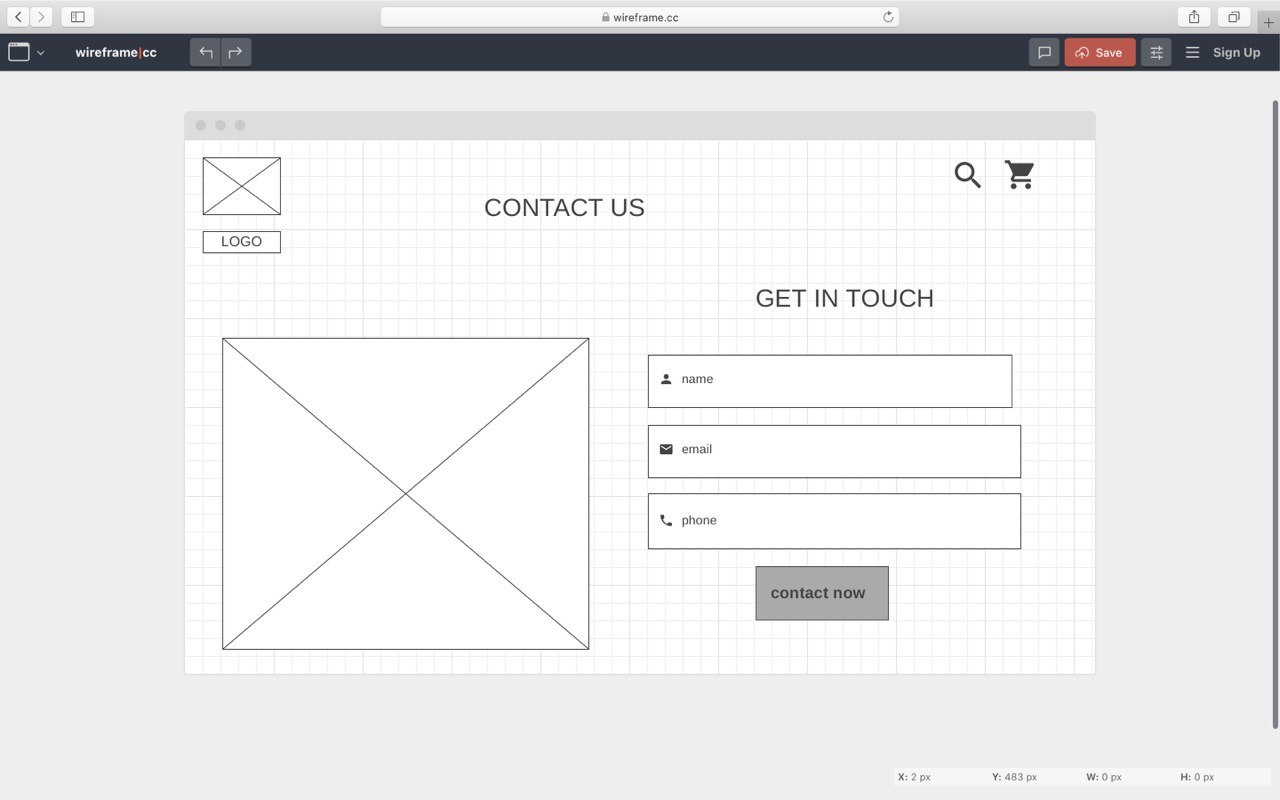 wireframe.cc
wireframe|cc
Save
Sign Up
CONTACT US
LOGO
GET IN TOUCH
name
email
phone
contact now
X: 2 px Y: 483 px W: 0 px H: 0 px